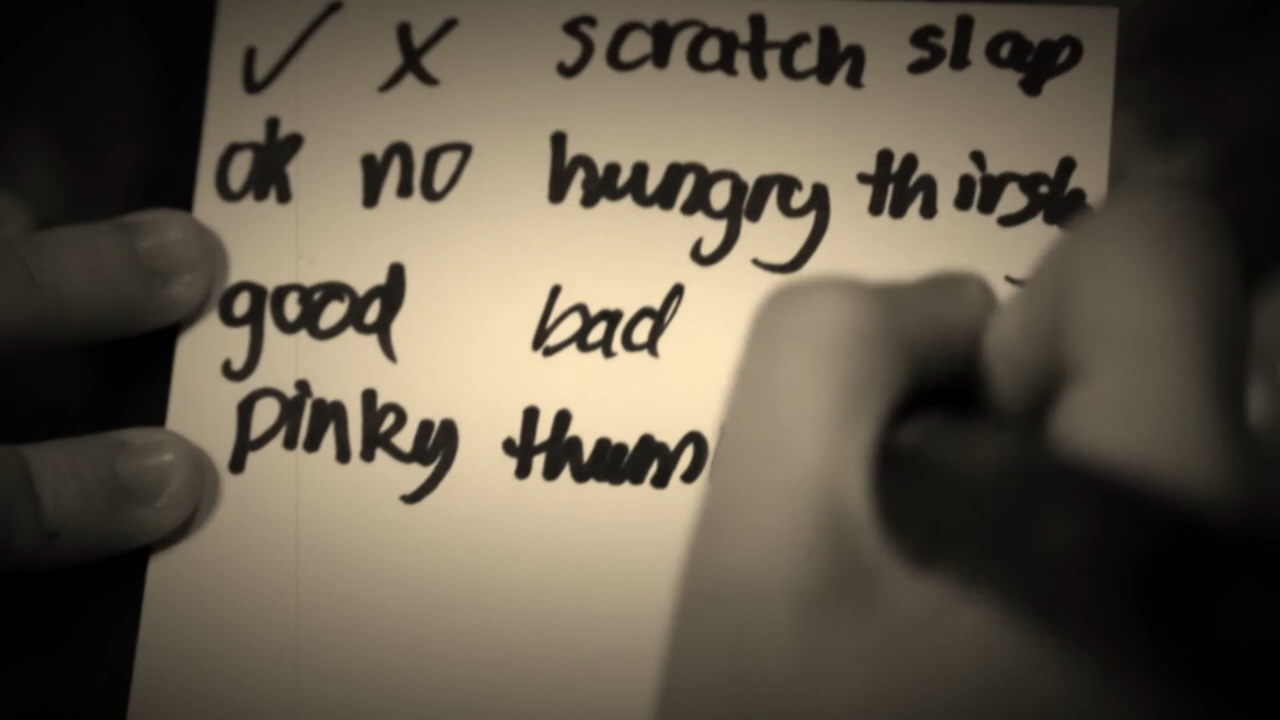 ✓ x scratch slap
ok no hungry
good bad
pinky